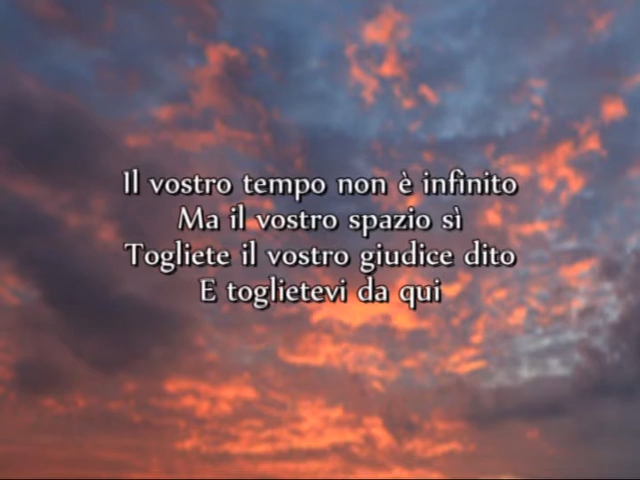 Il vostro tempo non è infinito
Ma il vostro spazio sì
Togliete il vostro giudice dito
E toglietevi da qui